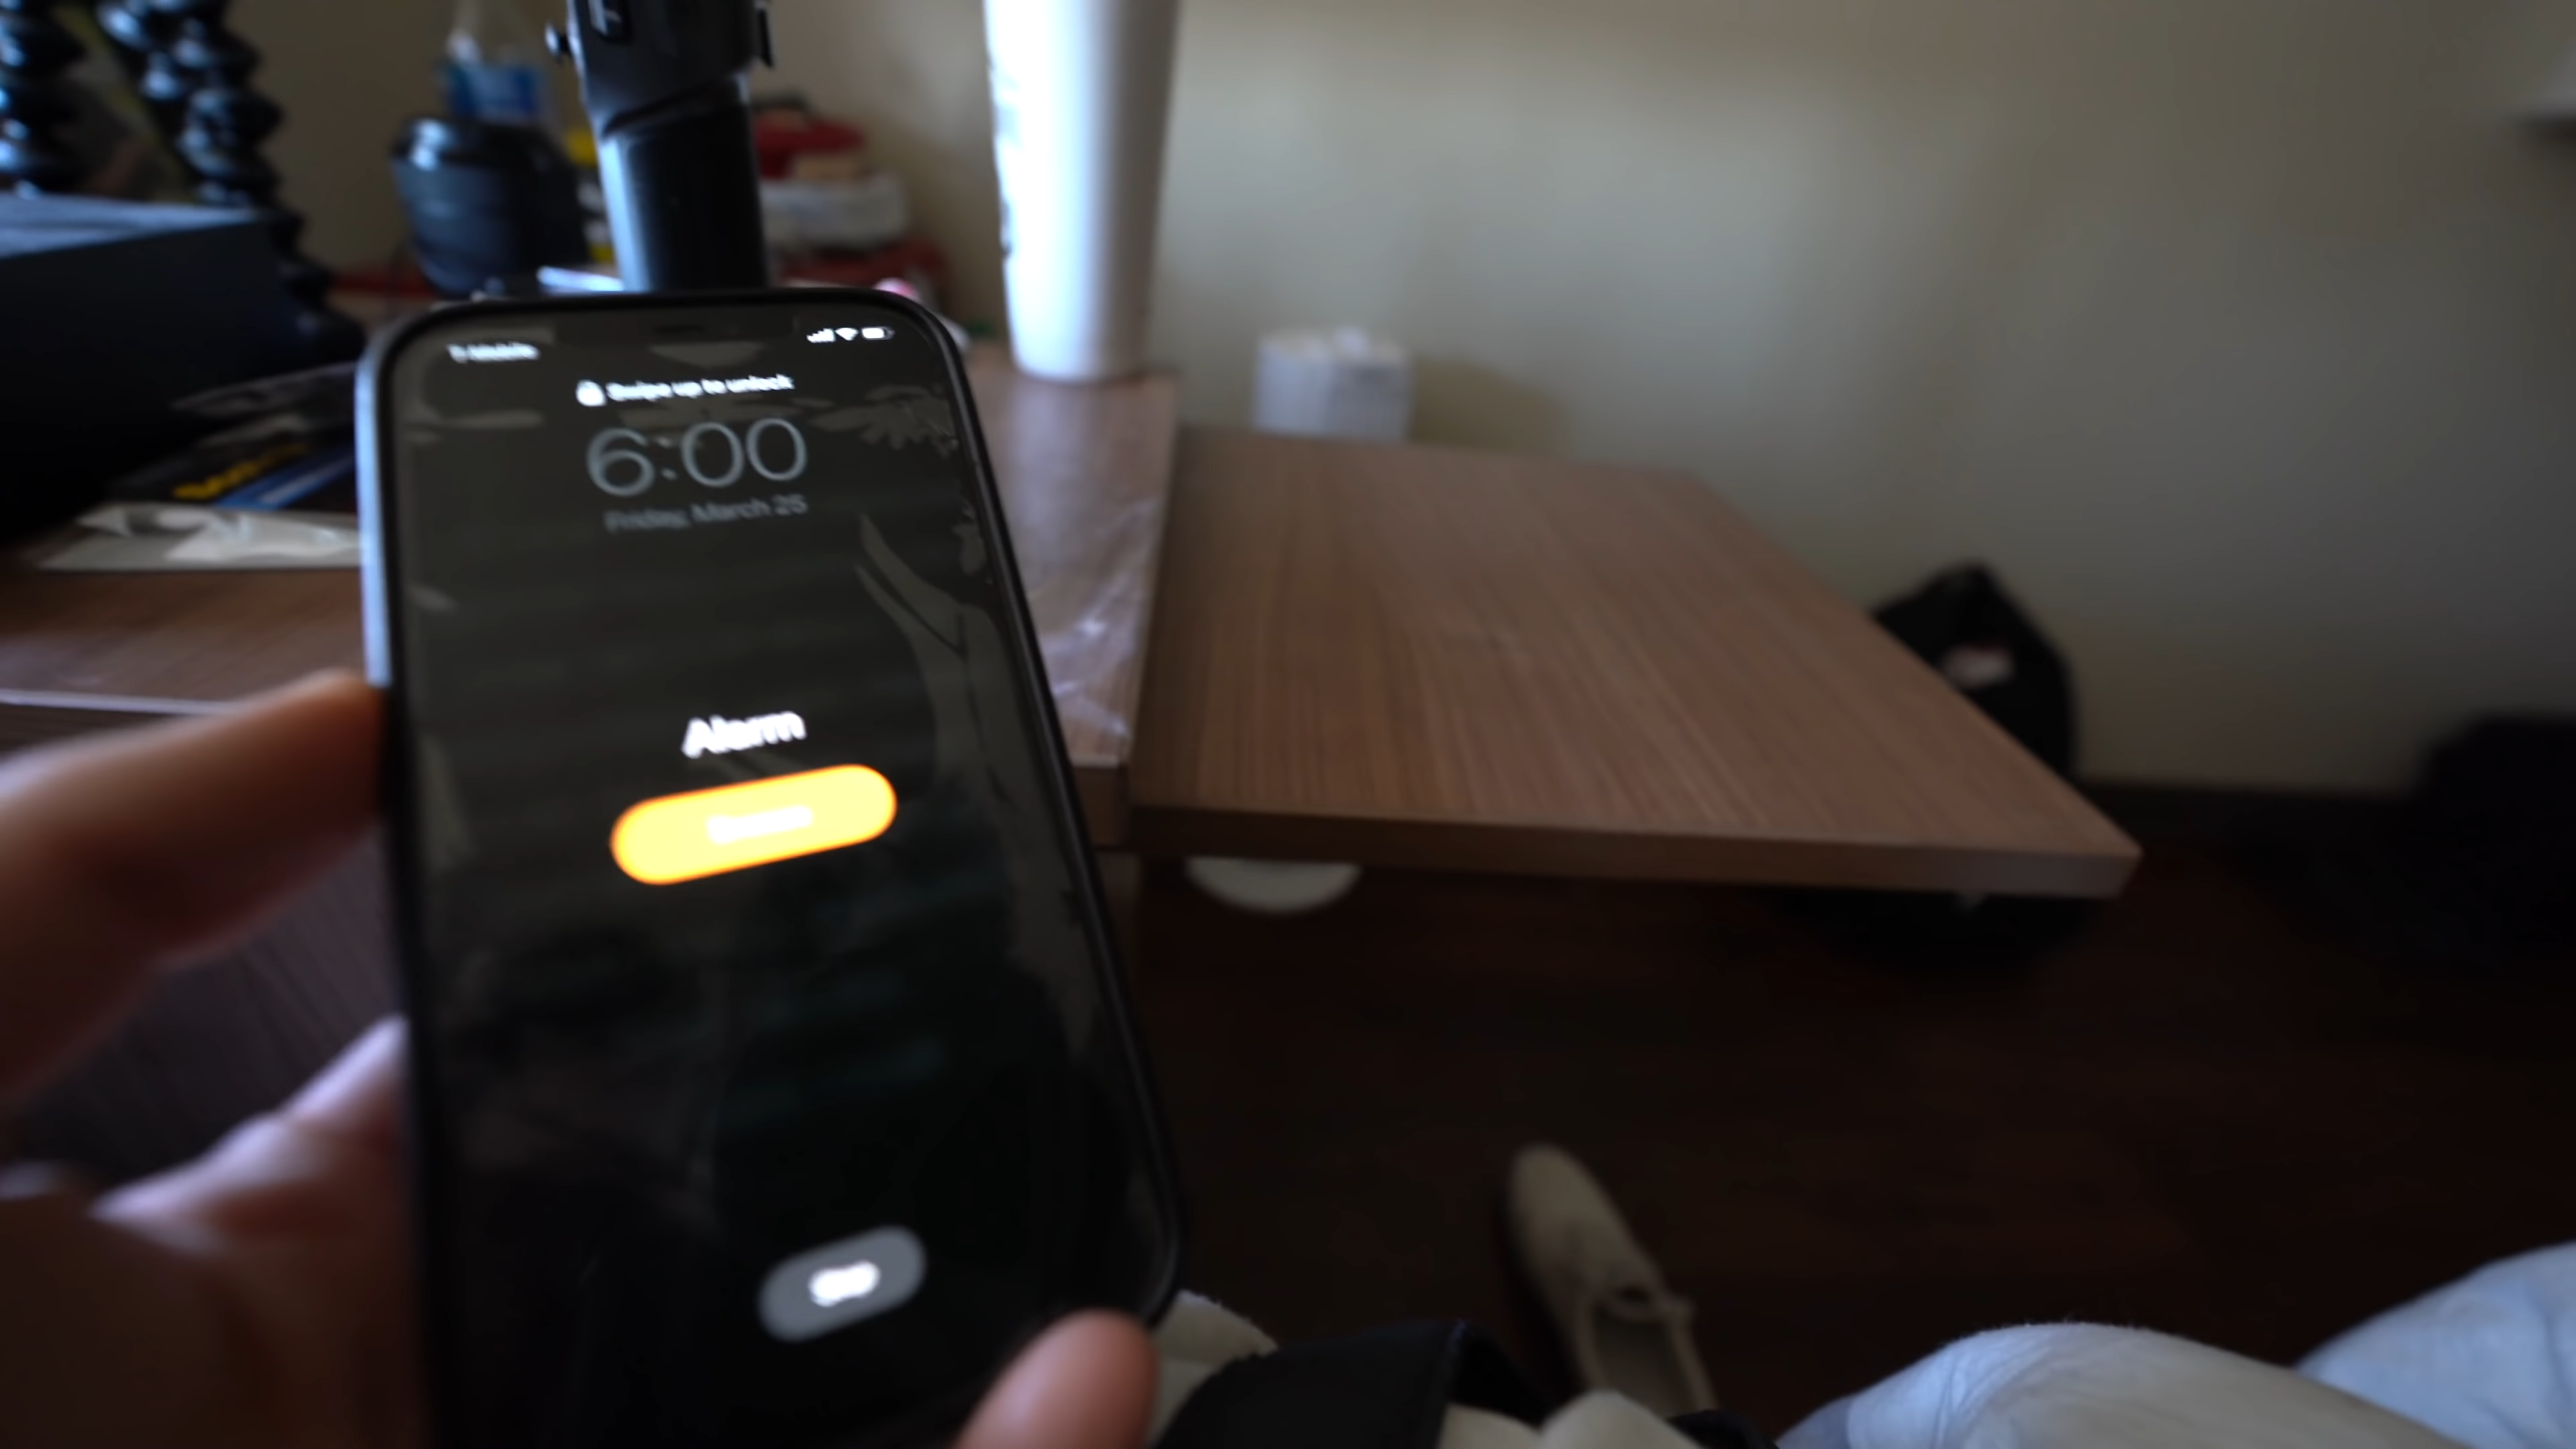 T-Mobile
Swipe up to unlock
6:00
Friday, March 25
Alarm
Snooze
Stop